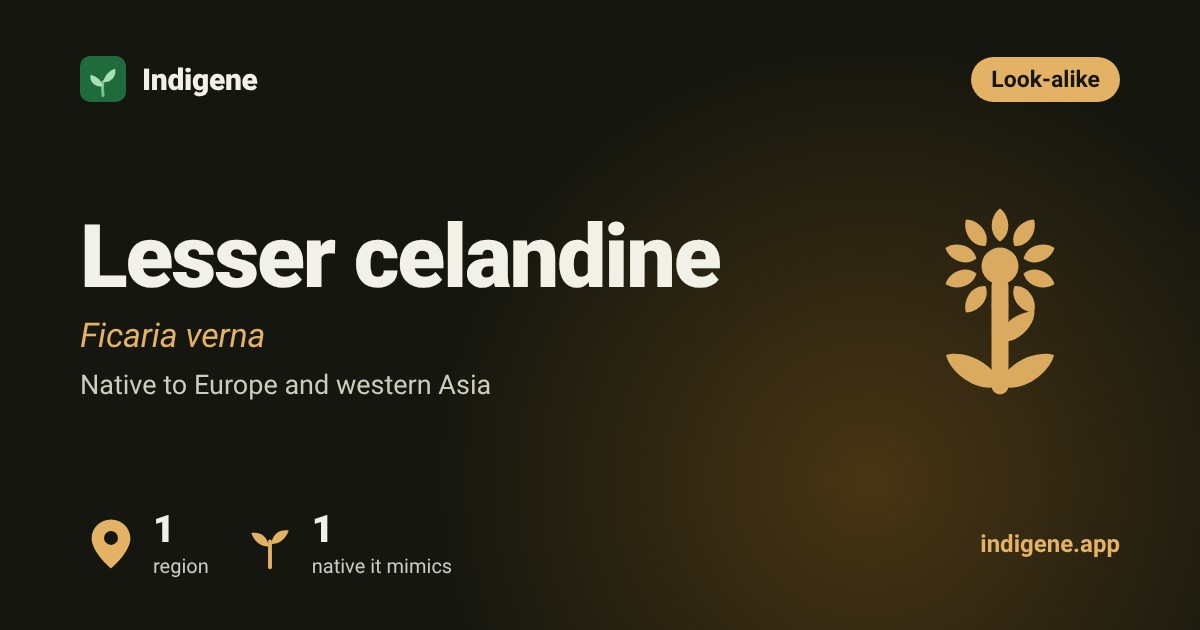 Indigene
Look-alike
Lesser celandine
Ficaria verna
Native to Europe and western Asia
1
region
1
native it mimics
indigene.app